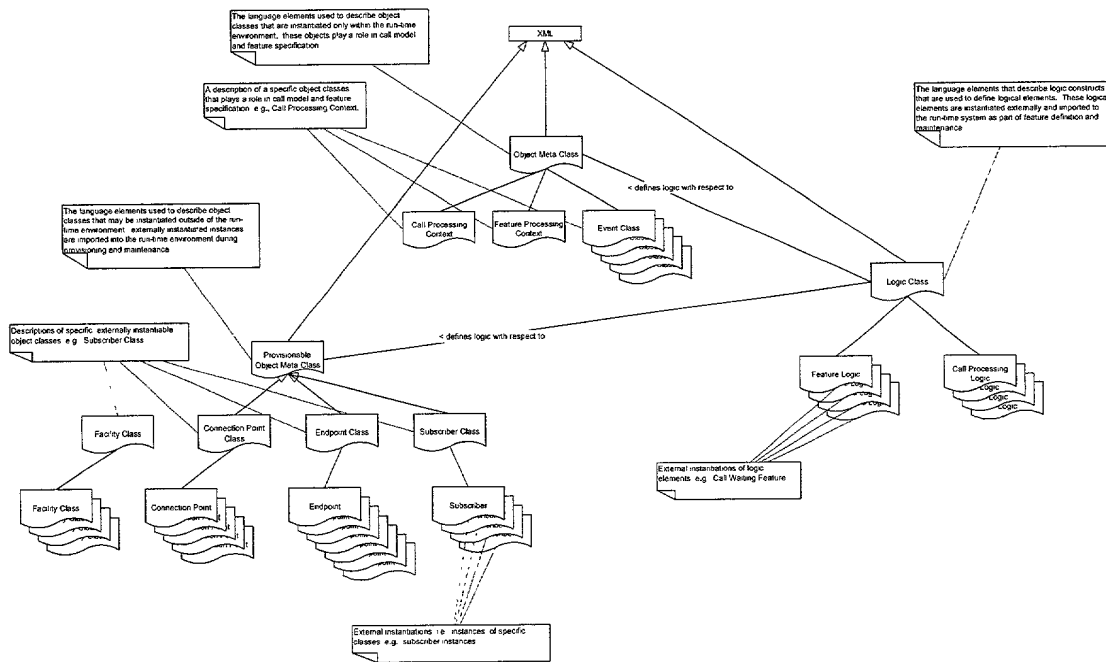 The language elements used to describe object
classes that are instantiated only within the run-time
environment, these objects play a role in call model
and feature specification
XML
A description of a specific object classes
that plays a role in call model and feature
specification e.g., Call Processing Context.
The language elements that describe logic constructs
that are used to define logical elements. These logical
elements are instantiated externally and imported to
the run-time system as part of feature definition and
maintenance
Object Meta Class
< defines logic with respect to
The language elements used to describe object
classes that may be instantiated outside of the run-
time environment externally instantiated instances
are imported into the run-time environment during
provisioning and maintenance
Call Processing
Context
Feature Processing
Context
Event Class
Logic Class
Descriptions of specific externally instantiable
object classes e.g. Subscriber Class
< defines logic with respect to
Provisionable
Object Meta Class
Feature Logic
Call Processing
Logic
Logic
Logic
Logic
Facility Class
Connection Point
Class
Endpoint Class
Subscriber Class
External instantiations of logic
elements e.g. Call Waiting Feature
Facility Class
Connection Point
Endpoint
Subscriber
External instantiations i.e. instances of specific
classes e.g. subscriber instances